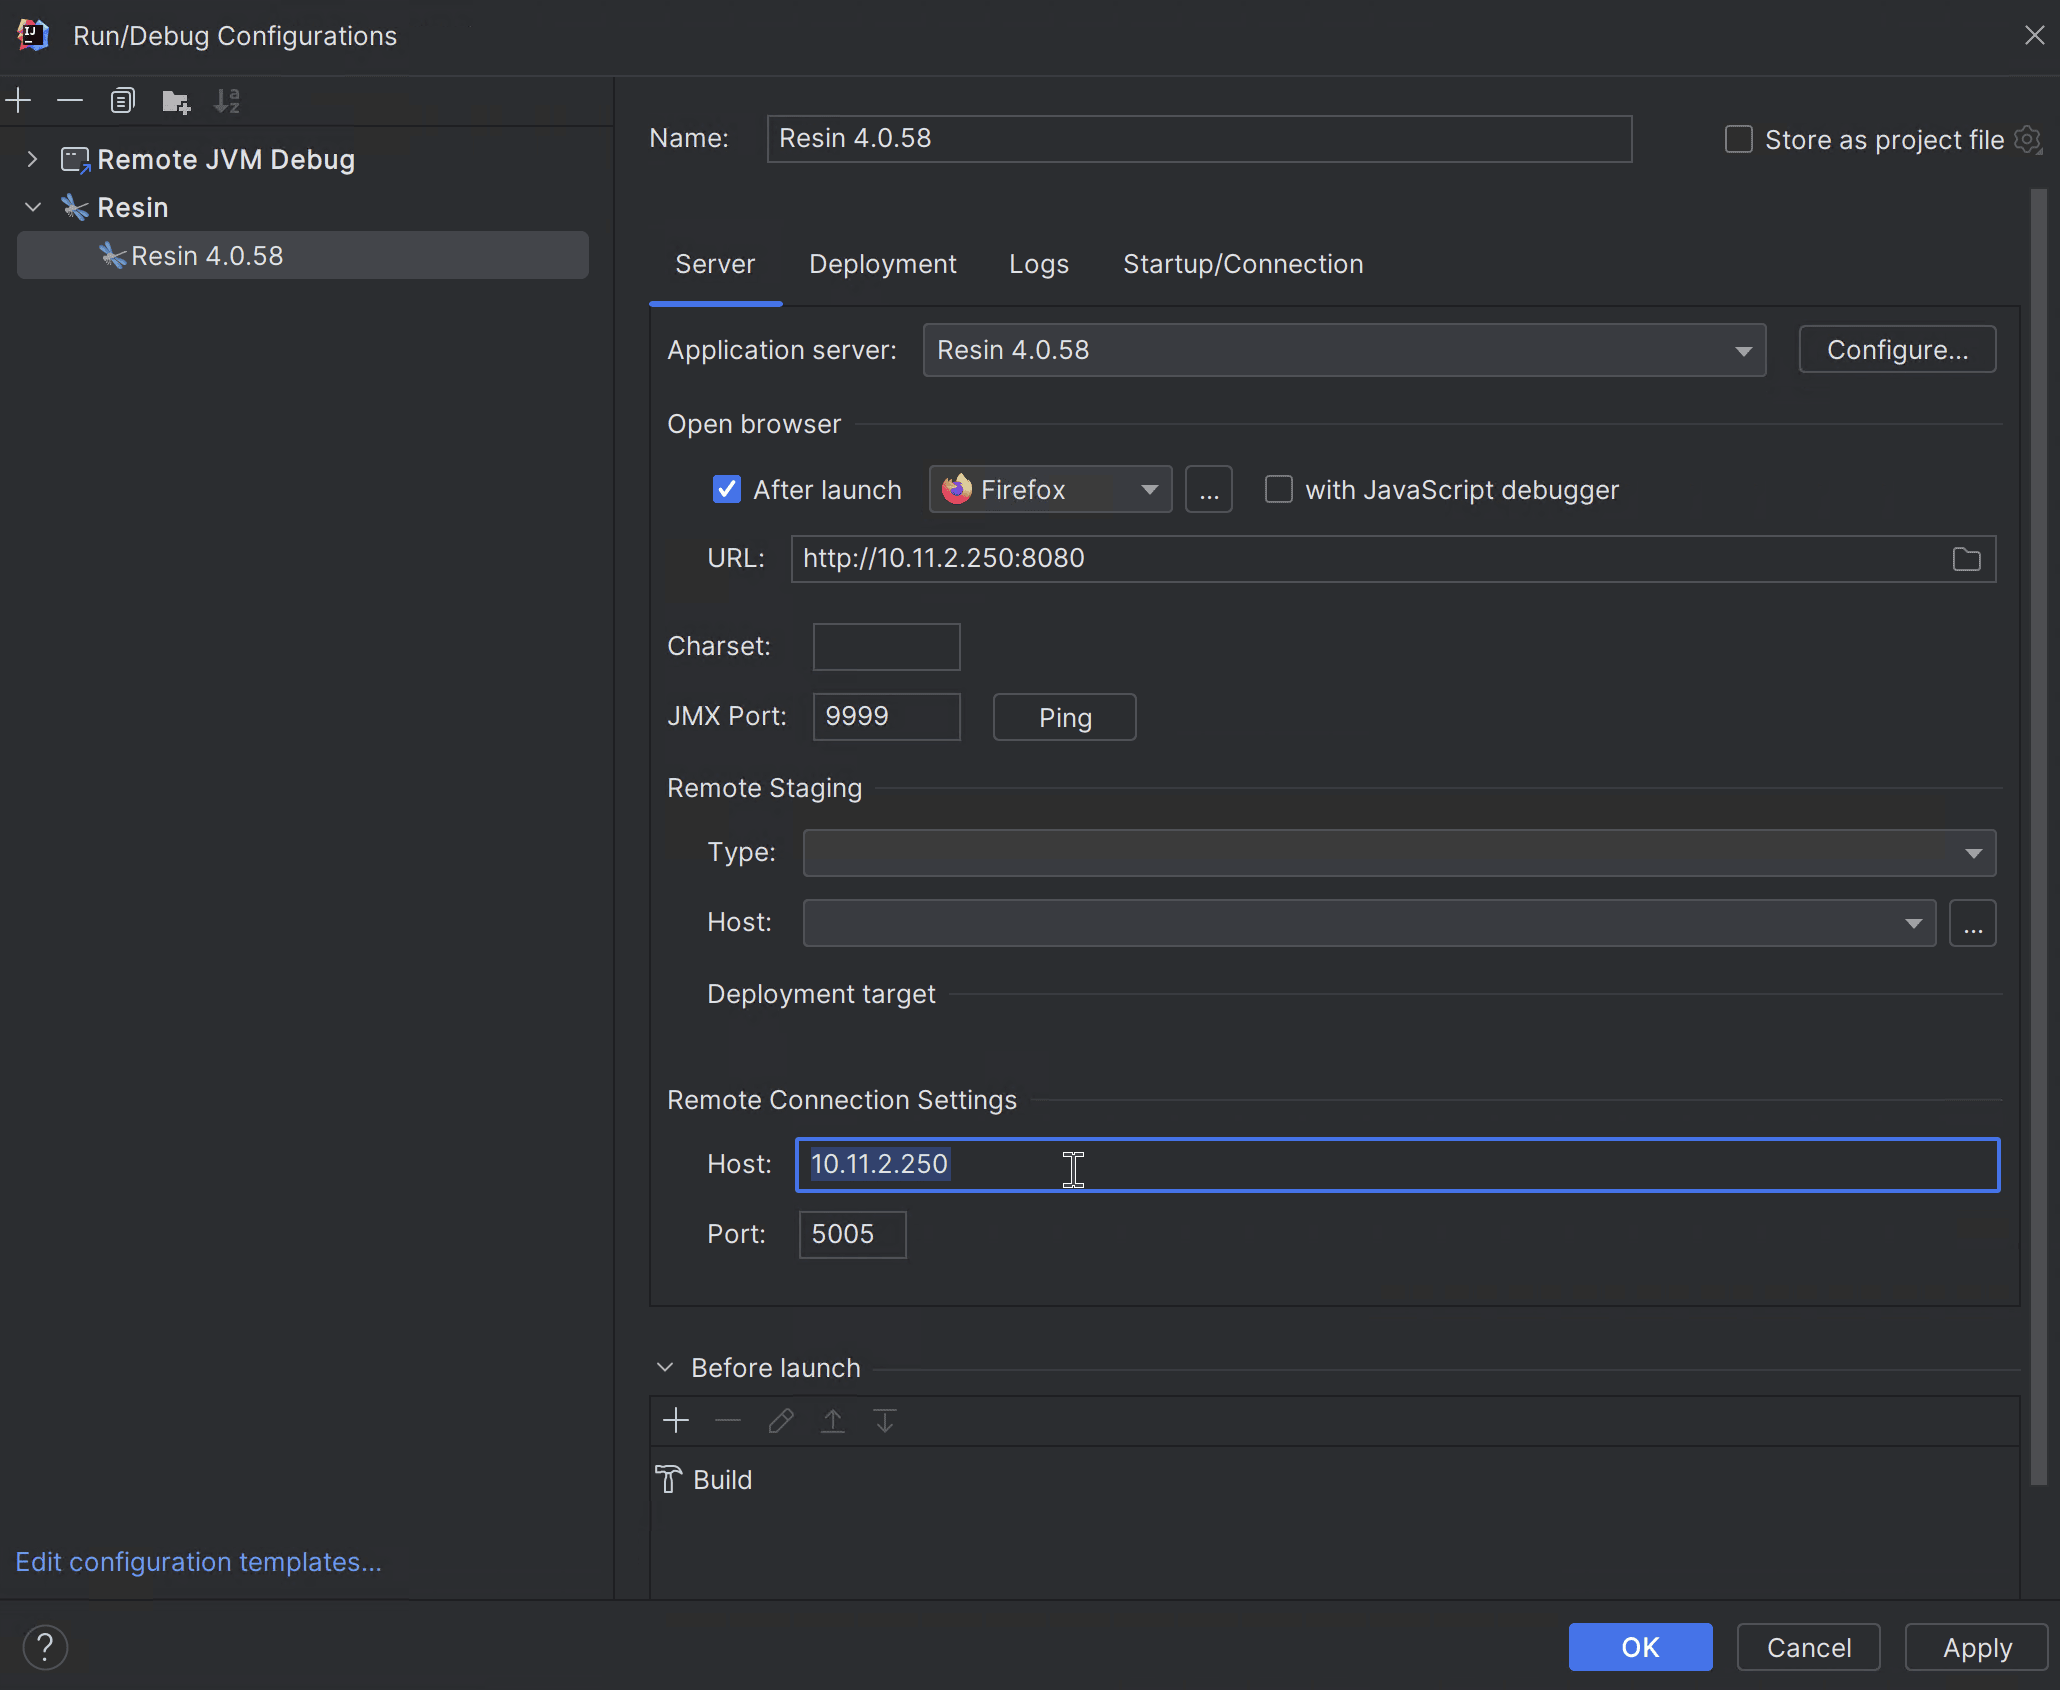 Run/Debug Configurations
Remote JVM Debug
Resin
Resin 4.0.58
Edit configuration templates...
Name: Resin 4.0.58
Store as project file
Server Deployment Logs Startup/Connection
Application server: Resin 4.0.58 Configure...
Open browser
After launch Firefox ... with JavaScript debugger
URL: http://10.11.2.250:8080
Charset:
JMX Port: 9999 Ping
Remote Staging
Type:
Host: ...
Deployment target
Remote Connection Settings
Host: 10.11.2.250
Port: 5005
Before launch
Build
? OK Cancel Apply